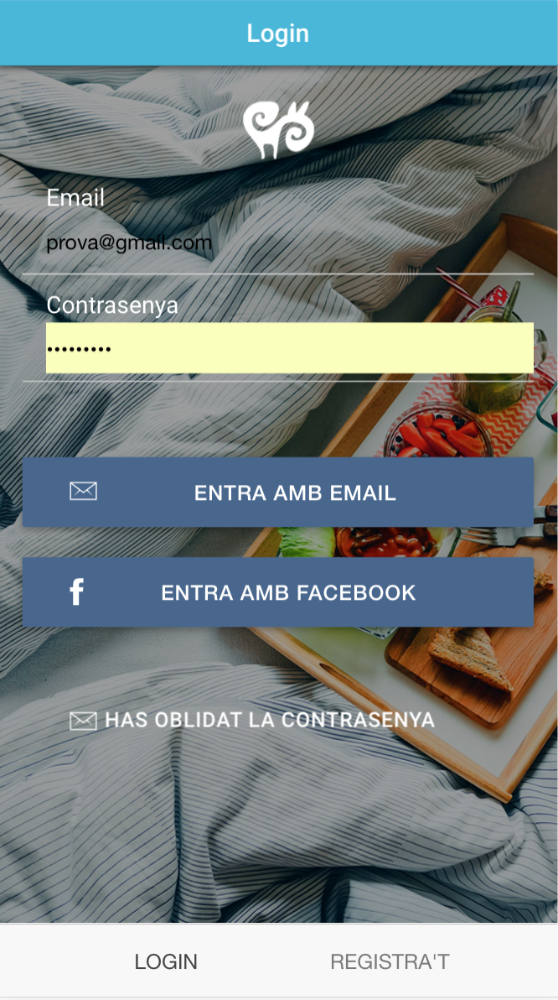 Login
Email
prova@gmail.com
Contrasenya
•••••••••
ENTRA AMB EMAIL
ENTRA AMB FACEBOOK
HAS OBLIDAT LA CONTRASENYA
LOGIN
REGISTRA'T